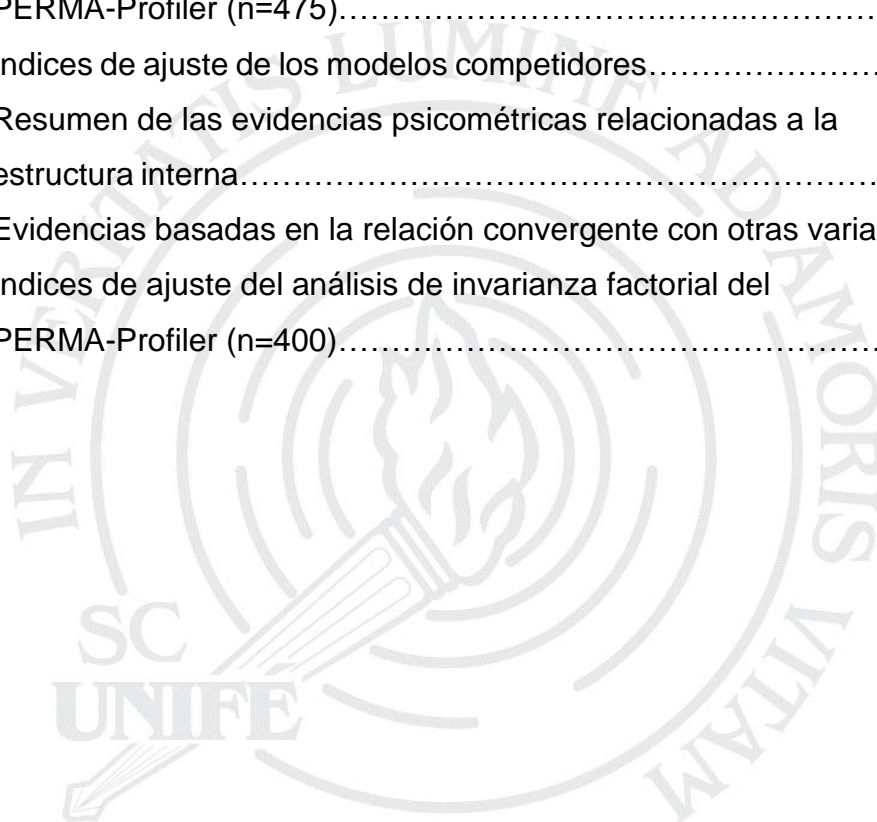 PERMA-Profiler (n=475)……………………………..……..…………
ndices de ajuste de los modelos competidores…………………
Resumen de las evidencias psicométricas relacionadas a la
estructura interna……………………………………………………
Evidencias basadas en la relación convergente con otras varia
ndices de ajuste del análisis de invarianza factorial del
PERMA-Profiler (n=400)………………………………………………
IN VERITATIS LUMINE AD AMORIS VITAM
SC
UNIFE